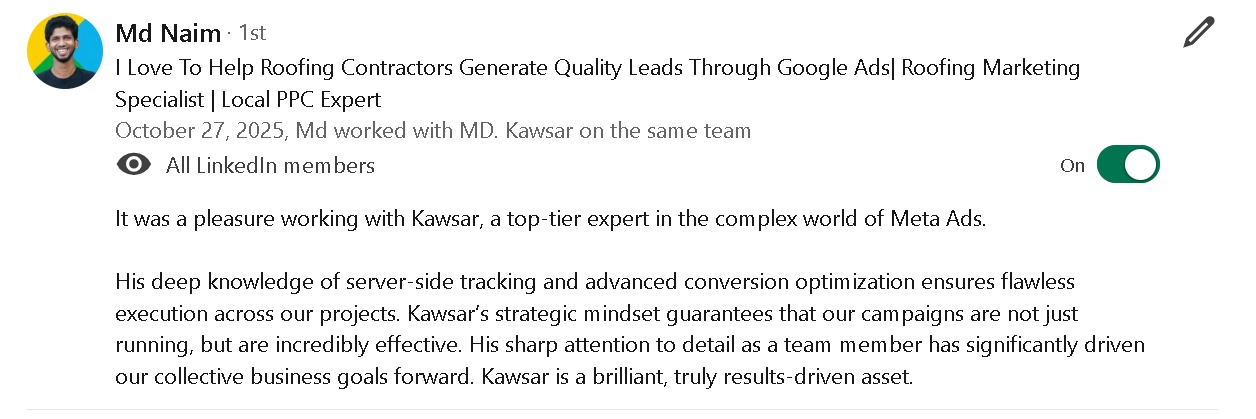 Md Naim · 1st
I Love To Help Roofing Contractors Generate Quality Leads Through Google Ads| Roofing Marketing
Specialist | Local PPC Expert
October 27, 2025, Md worked with MD. Kawsar on the same team
All LinkedIn members
On
It was a pleasure working with Kawsar, a top-tier expert in the complex world of Meta Ads.
His deep knowledge of server-side tracking and advanced conversion optimization ensures flawless
execution across our projects. Kawsar’s strategic mindset guarantees that our campaigns are not just
running, but are incredibly effective. His sharp attention to detail as a team member has significantly driven
our collective business goals forward. Kawsar is a brilliant, truly results-driven asset.